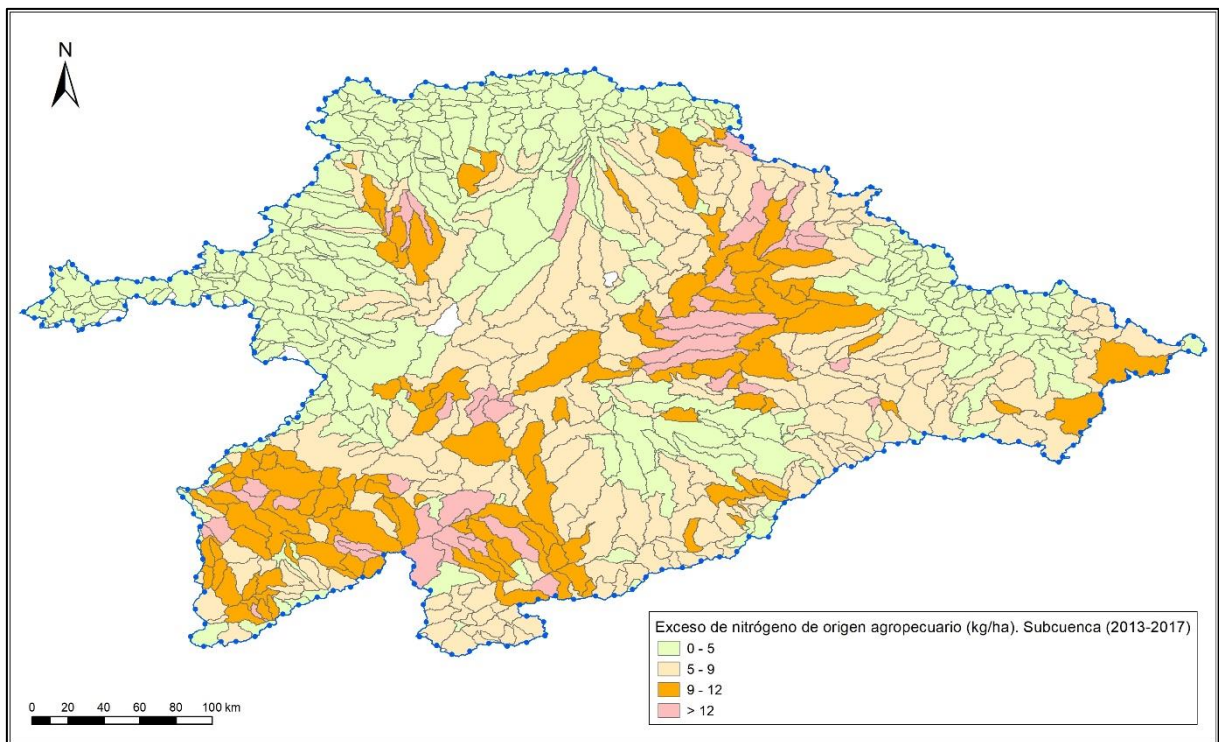 N
Exceso de nitrógeno de origen agropecuario (kg/ha). Subcuenca (2013-2017)
0 - 5
5 - 9
9 - 12
> 12
0 20 40 60 80 100 km